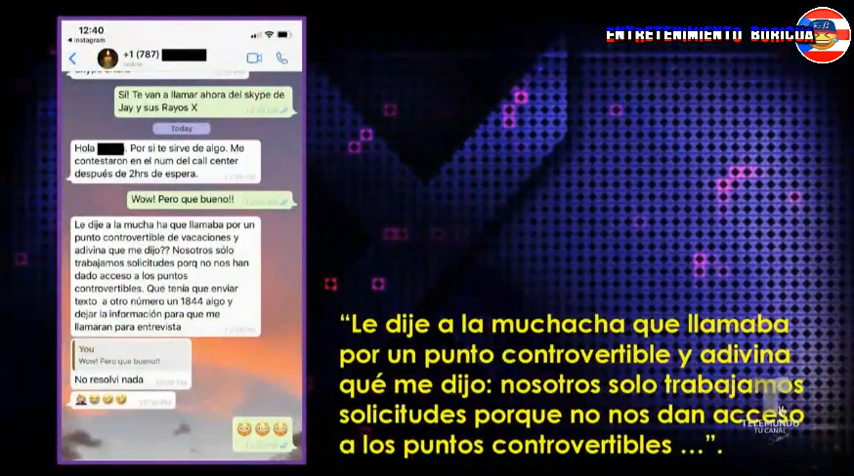 12:40
Instagram
ENTRETENIMIENTO BORICUA
+1 (787)
online
Sí! Te van a llamar ahora del skype de
Jay y sus Rayos X
Today
Hola . Por si te sirve de algo. Me
contestaron en el num del call center
después de 2hrs de espera.
Wow! Pero que bueno!!
Le dije a la mucha ha que llamaba por un
punto controvertible de vacaciones y
adivina que me dijo?? Nosotros sólo
trabajamos solicitudes porq no nos han
dado acceso a los puntos
controvertibles. Que tenía que enviar
texto a otro número un 1844 algo y
dejar la información para que me
llamaran para entrevista
You
Wow! Pero que bueno!!
No resolví nada
“Le dije a la muchacha que llamaba
por un punto controvertible y adivina
qué me dijo: nosotros solo trabajamos
solicitudes porque no nos dan acceso
a los puntos controvertibles ...”.
TELEMUNDO
TU CANAL